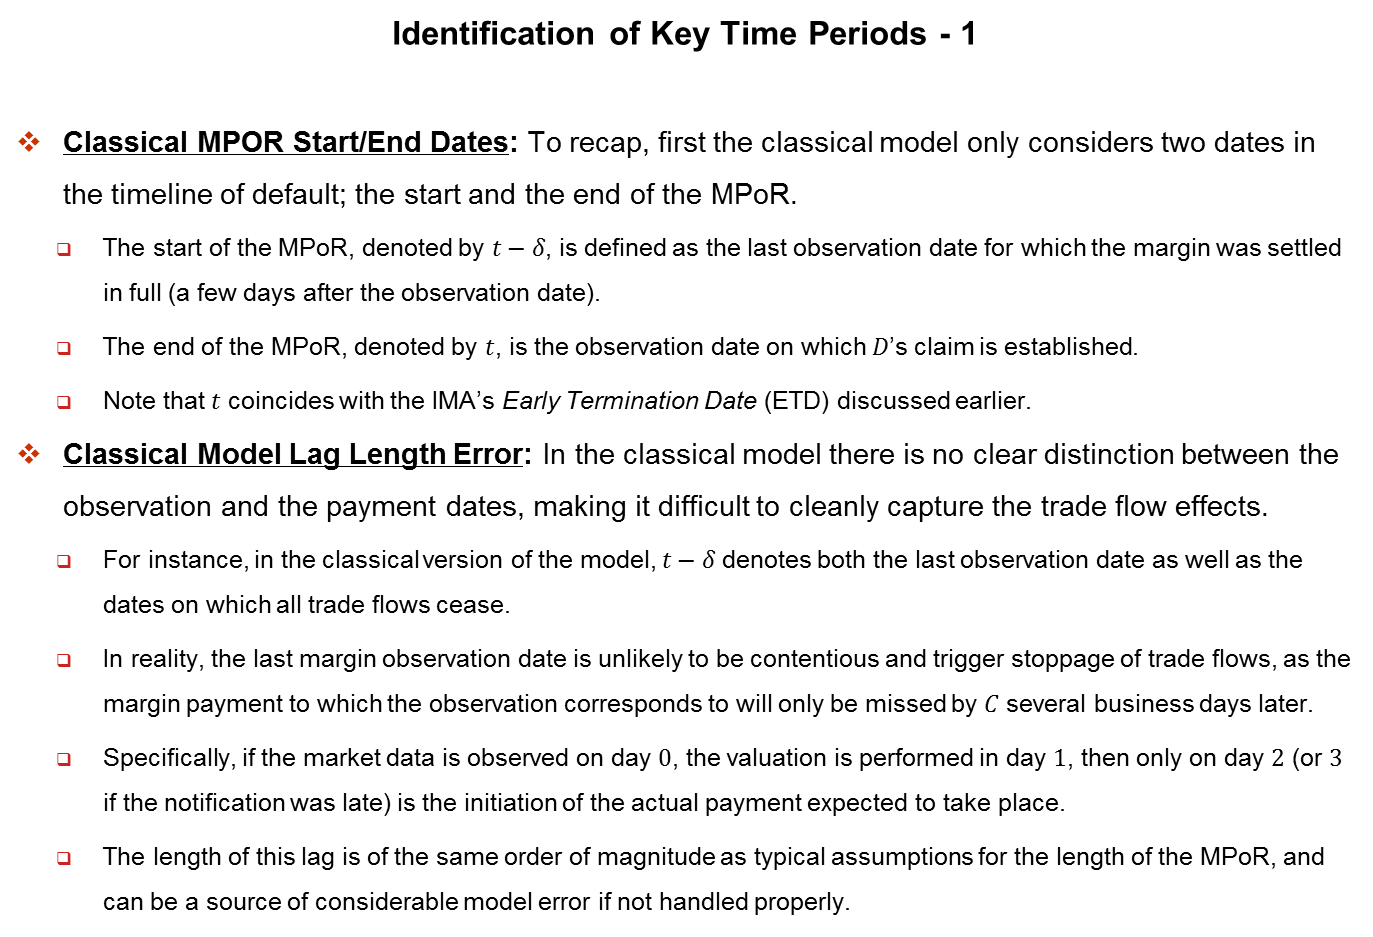 Identification of Key Time Periods - 1
Classical MPOR Start/End Dates: To recap, first the classical model only considers two dates in
the timeline of default; the start and the end of the MPoR.
The start of the MPoR, denoted by t − δ, is defined as the last observation date for which the margin was settled
in full (a few days after the observation date).
The end of the MPoR, denoted by t, is the observation date on which D’s claim is established.
Note that t coincides with the IMA’s Early Termination Date (ETD) discussed earlier.
Classical Model Lag Length Error: In the classical model there is no clear distinction between the
observation and the payment dates, making it difficult to cleanly capture the trade flow effects.
For instance, in the classical version of the model, t − δ denotes both the last observation date as well as the
dates on which all trade flows cease.
In reality, the last margin observation date is unlikely to be contentious and trigger stoppage of trade flows, as the
margin payment to which the observation corresponds to will only be missed by C several business days later.
Specifically, if the market data is observed on day 0, the valuation is performed in day 1, then only on day 2 (or 3
if the notification was late) is the initiation of the actual payment expected to take place.
The length of this lag is of the same order of magnitude as typical assumptions for the length of the MPoR, and
can be a source of considerable model error if not handled properly.